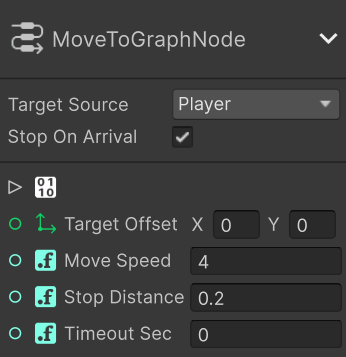 MoveToGraphNode
Target Source Player
Stop On Arrival
01
10
Target Offset X 0 Y 0
.f Move Speed 4
.f Stop Distance 0.2
.f Timeout Sec 0